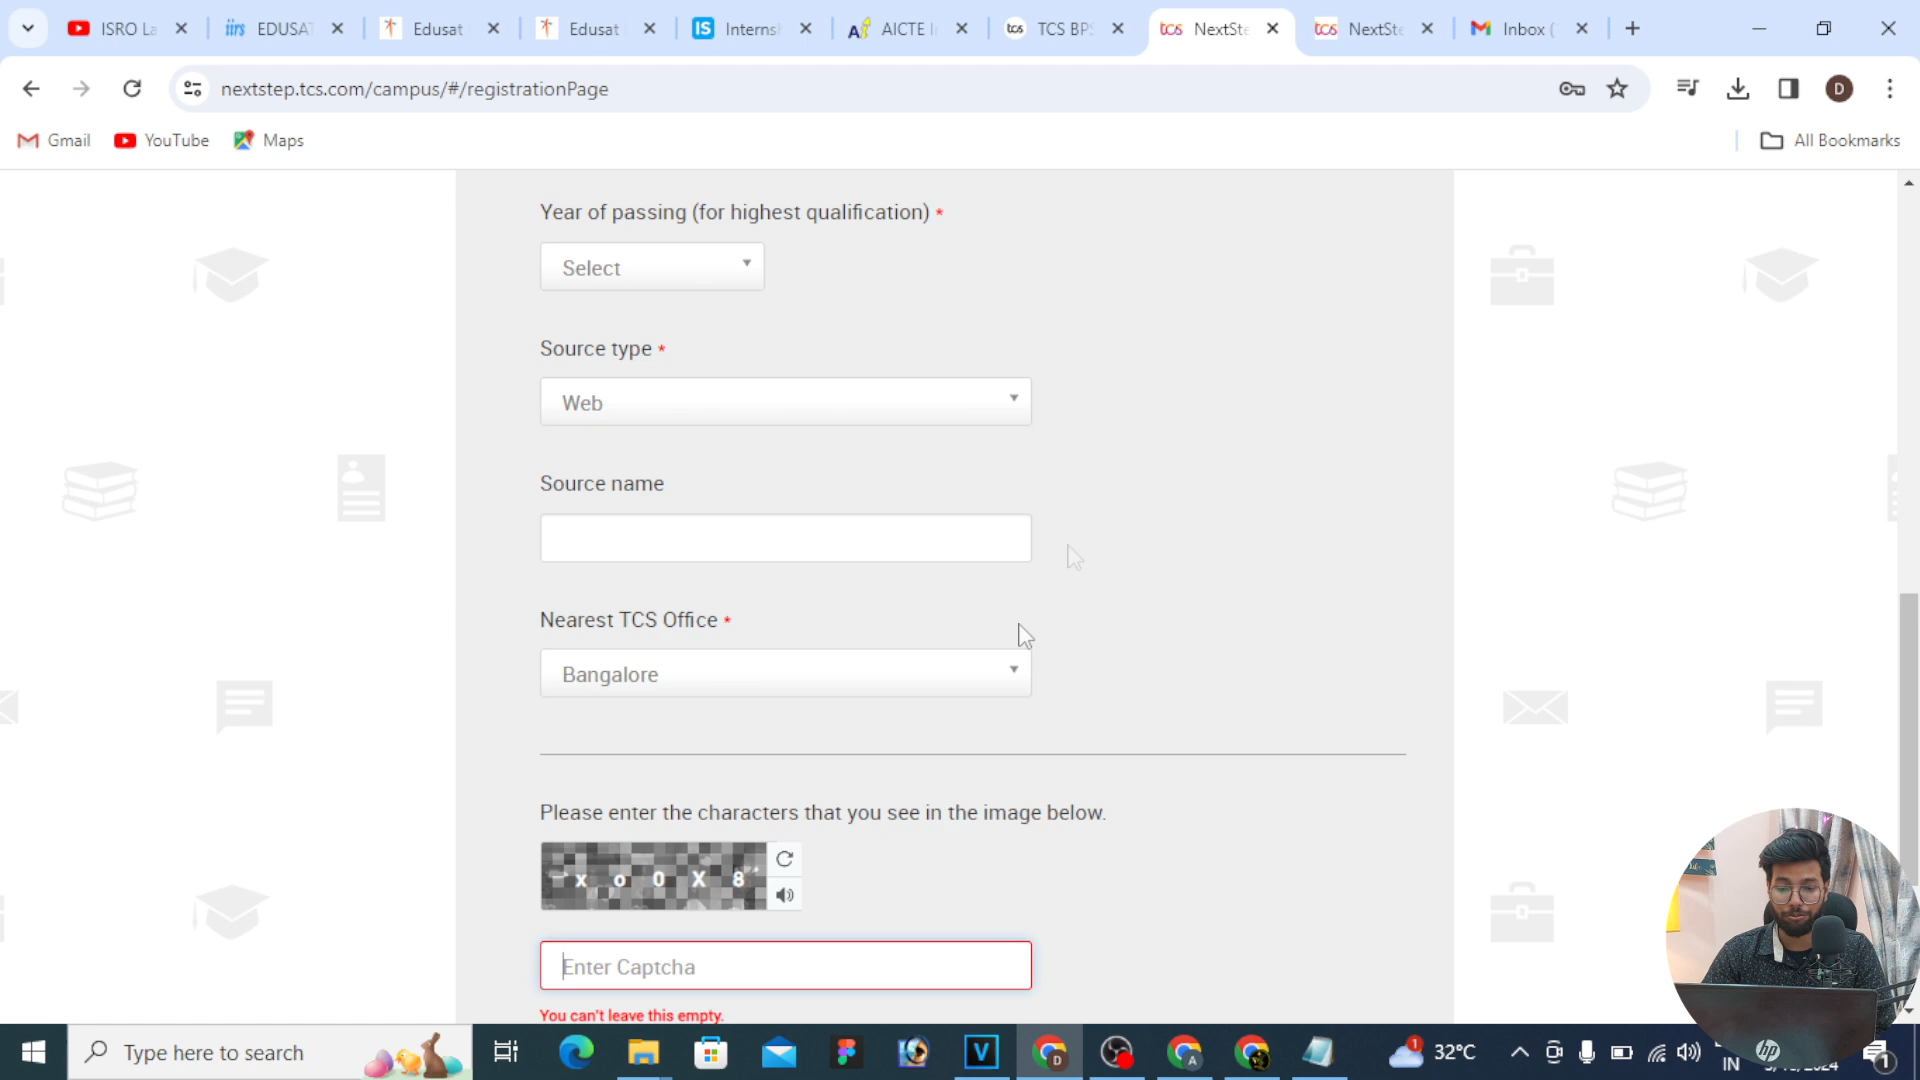 ISRO La
EDUSAT
Edusat
Edusat
Interns
AICTE I
TCS BPS
NextSte
NextSte
Inbox (
nextstep.tcs.com/campus/#/registrationPage
D
Gmail
YouTube
Maps
All Bookmarks
Year of passing (for highest qualification) *
Select
Source type *
Web
Source name
Nearest TCS Office *
Bangalore
Please enter the characters that you see in the image below.
x o 0 X 8
Enter Captcha
You can't leave this empty.
Type here to search
32°C
IN